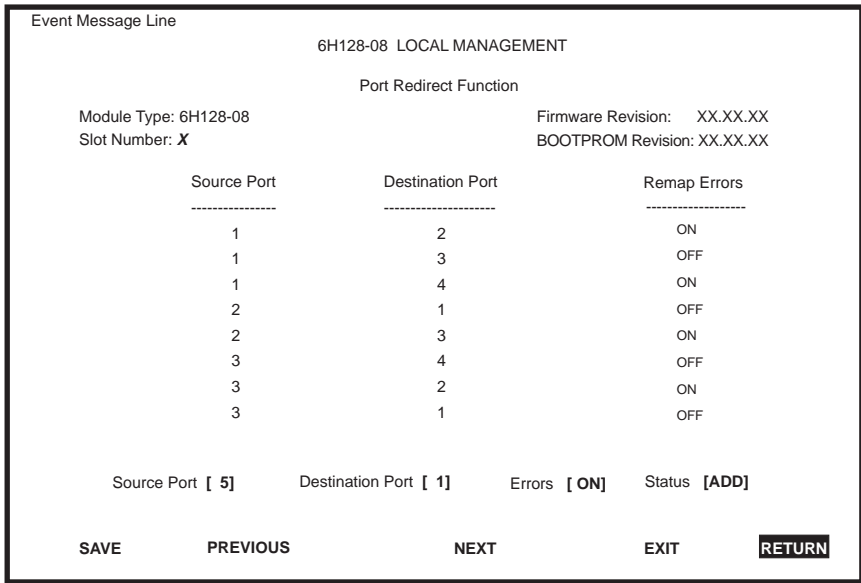 Event Message Line
6H128-08 LOCAL MANAGEMENT
Port Redirect Function
Module Type: 6H128-08 Firmware Revision: XX.XX.XX
Slot Number: X BOOTPROM Revision: XX.XX.XX
Source Port Destination Port Remap Errors
---------------- --------------------- -------------------
1 2 ON
1 3 OFF
1 4 ON
2 1 OFF
2 3 ON
3 4 OFF
3 2 ON
3 1 OFF
Source Port [ 5] Destination Port [ 1] Errors [ ON] Status [ADD]
SAVE PREVIOUS NEXT EXIT RETURN